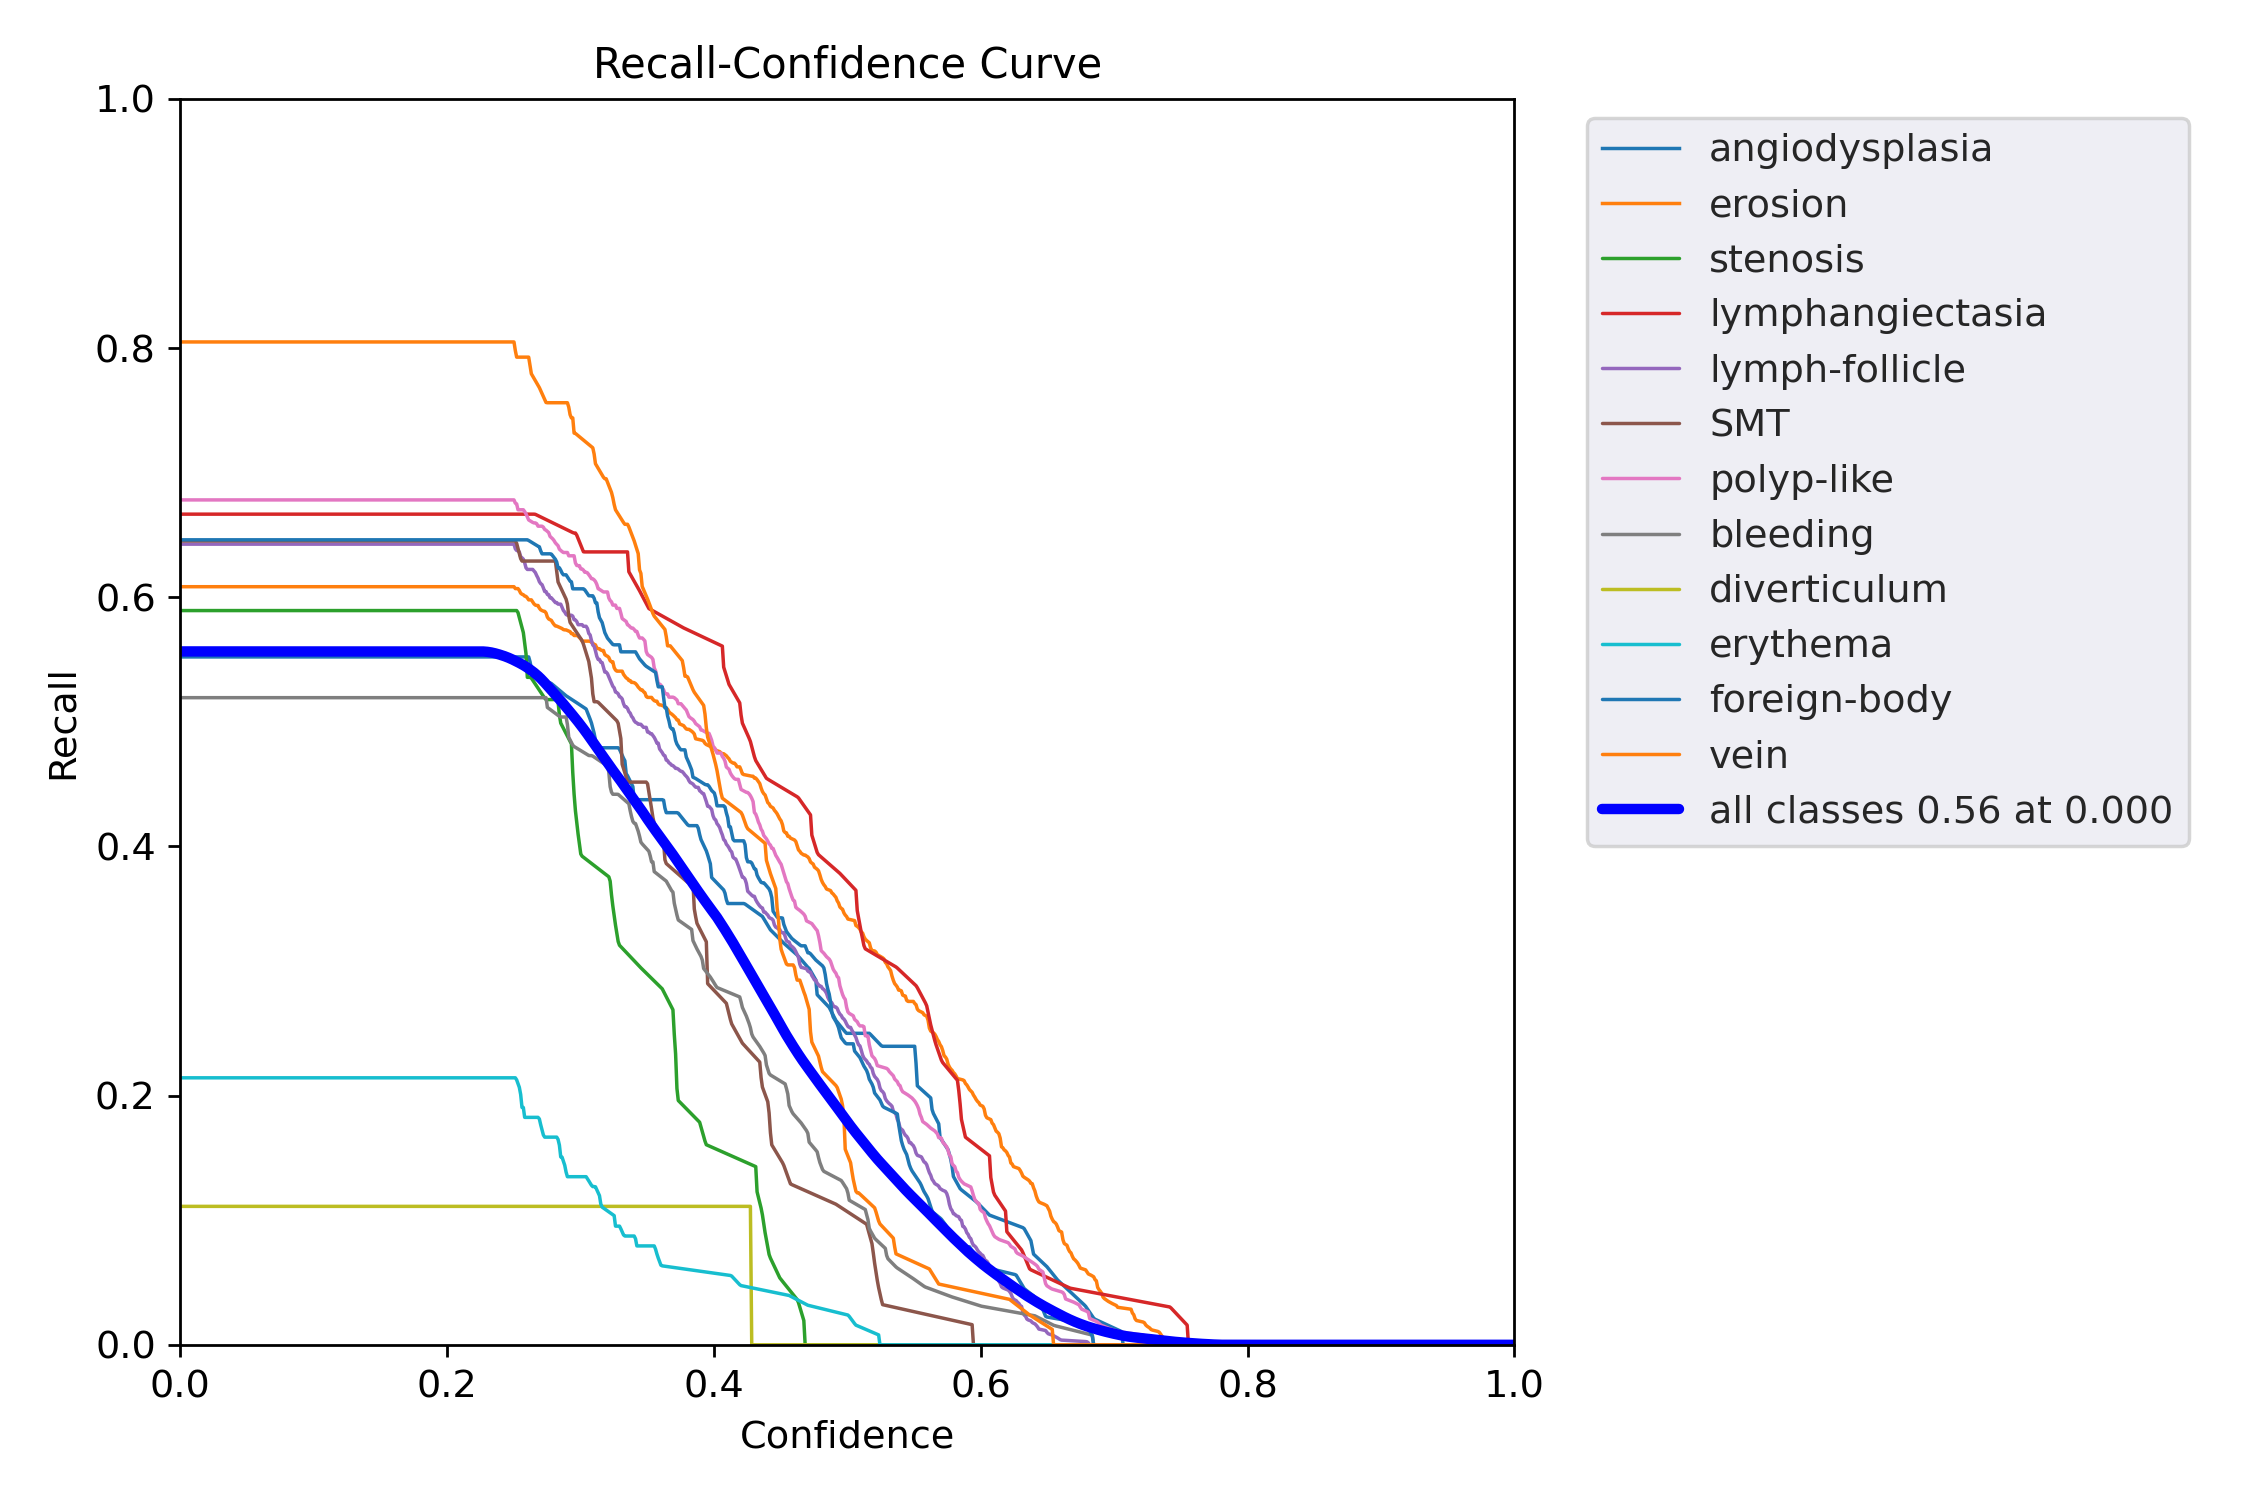 Recall-Confidence Curve
1.0
0.8
0.6
0.4
0.2
0.0
Recall
0.0 0.2 0.4 0.6 0.8 1.0
Confidence
angiodysplasia
erosion
stenosis
lymphangiectasia
lymph-follicle
SMT
polyp-like
bleeding
diverticulum
erythema
foreign-body
vein
all classes 0.56 at 0.000